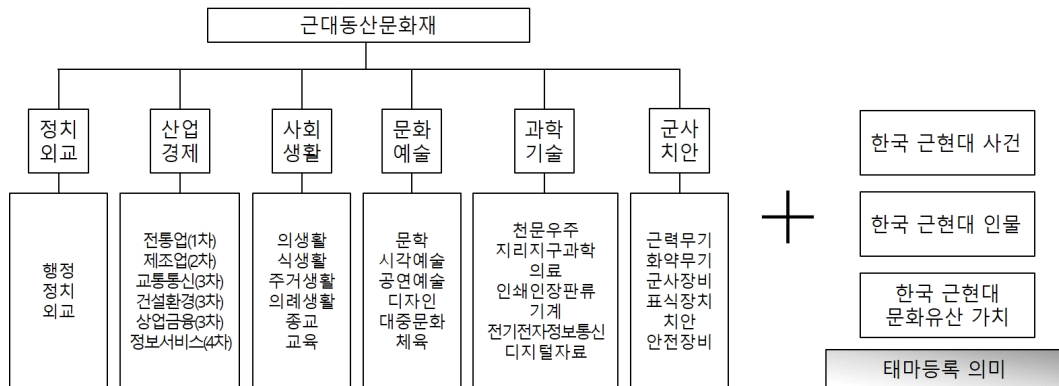 근대동산문화재
정치
외교
산업
경제
사회
생활
문화
예술
과학
기술
군사
치안
행정
정치
외교
전통업(1차)
제조업(2차)
교통통신(3차)
건설환경(3차)
상업금융(3차)
정보서비스(4차)
의생활
식생활
주거생활
의례생활
종교
교육
문학
시각예술
공연예술
디자인
대중문화
체육
천문우주
지리지구과학
의료
인쇄인장판류
기계
전기전자정보통신
디지털자료
근력무기
화약무기
군사장비
표식장치
치안
안전장비
한국 근현대 사건
한국 근현대 인물
한국 근현대
문화유산 가치
태마등록 의미